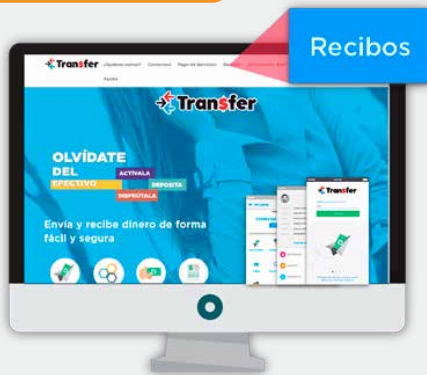 Recibos
Transfer ¿Quiénes somos? Comercios Pago de Servicios
Ayuda
Transfer
OLVÍDATE
DEL
EFECTIVO
ACTÍVALA
DEPOSITA
DISFRÚTALA
Envía y recibe dinero de forma
fácil y segura
Transfer